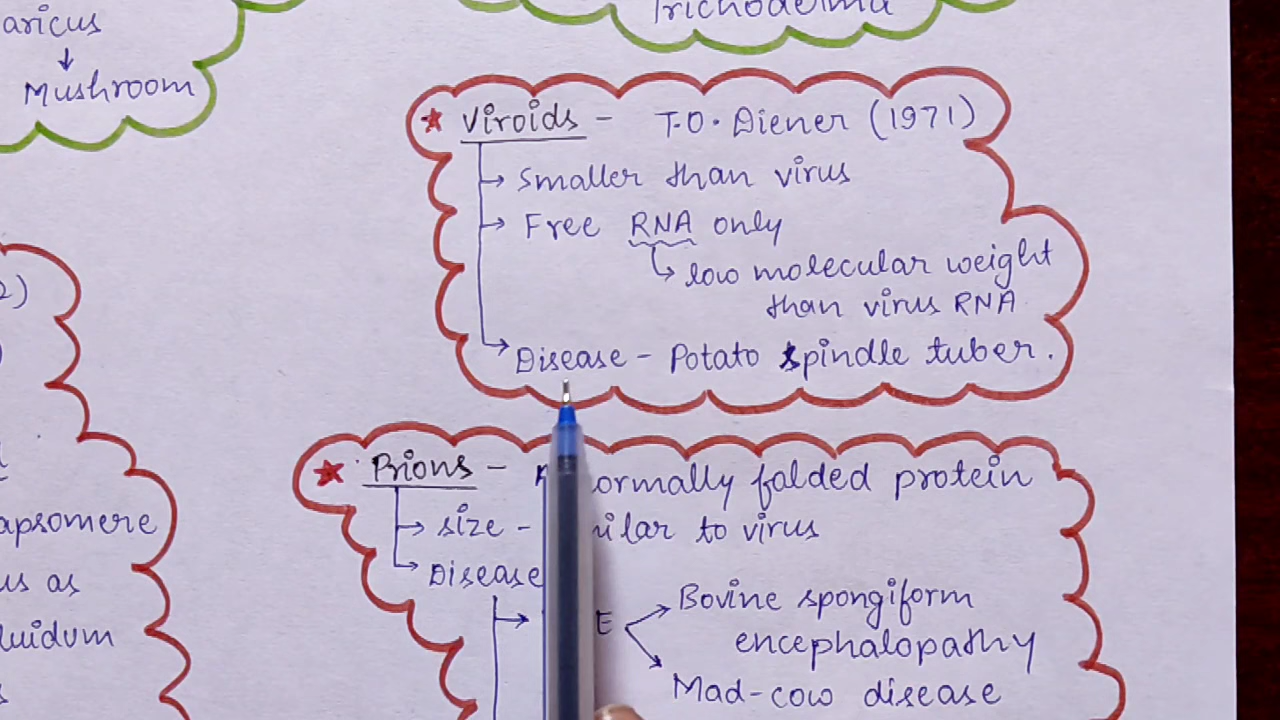 aricus
↓
Mushroom
Trichoderma
★ Viroids - T.O. Diener (1971)
→ Smaller than virus
→ Free RNA only
↳ low molecular weight
than virus RNA
→ Disease - Potato spindle tuber.
★ Prions - A ormally folded protein
→ size - ilar to virus
→ Disease
→ E
Bovine spongiform
encephalopathy
Mad-cow disease
2)
apsomere
us as
luidum